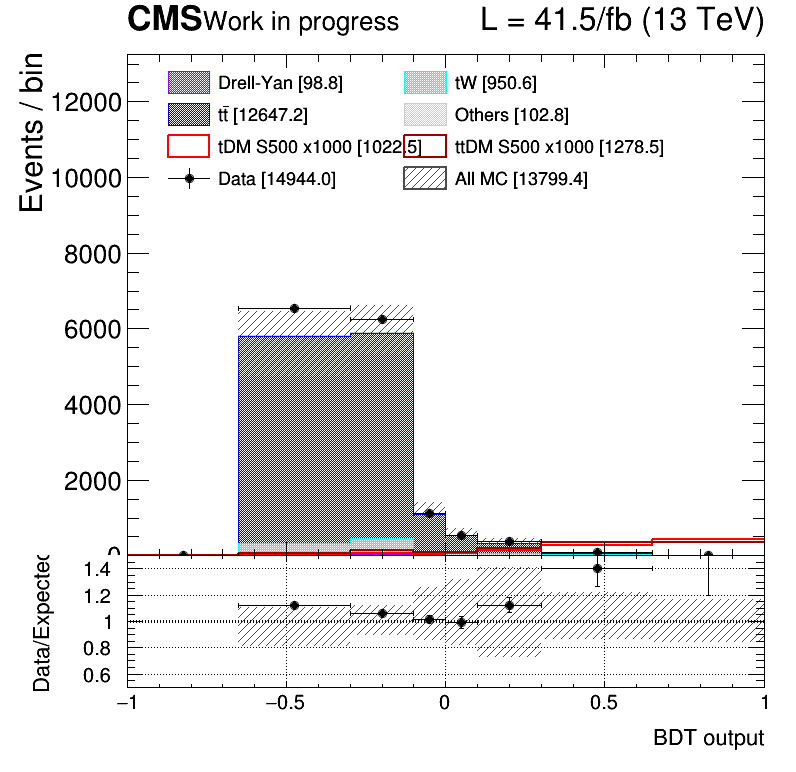 CMS Work in progress L = 41.5/fb (13 TeV)
Events / bin
12000
10000
8000
6000
4000
2000
0
Drell-Yan [98.8] tW [950.6]
tt̄ [12647.2] Others [102.8]
tDM S500 x1000 [1022.5] ttDM S500 x1000 [1278.5]
Data [14944.0] All MC [13799.4]
Data/Expected
1.4
1.2
1
0.8
0.6
−1 −0.5 0 0.5 1
BDT output